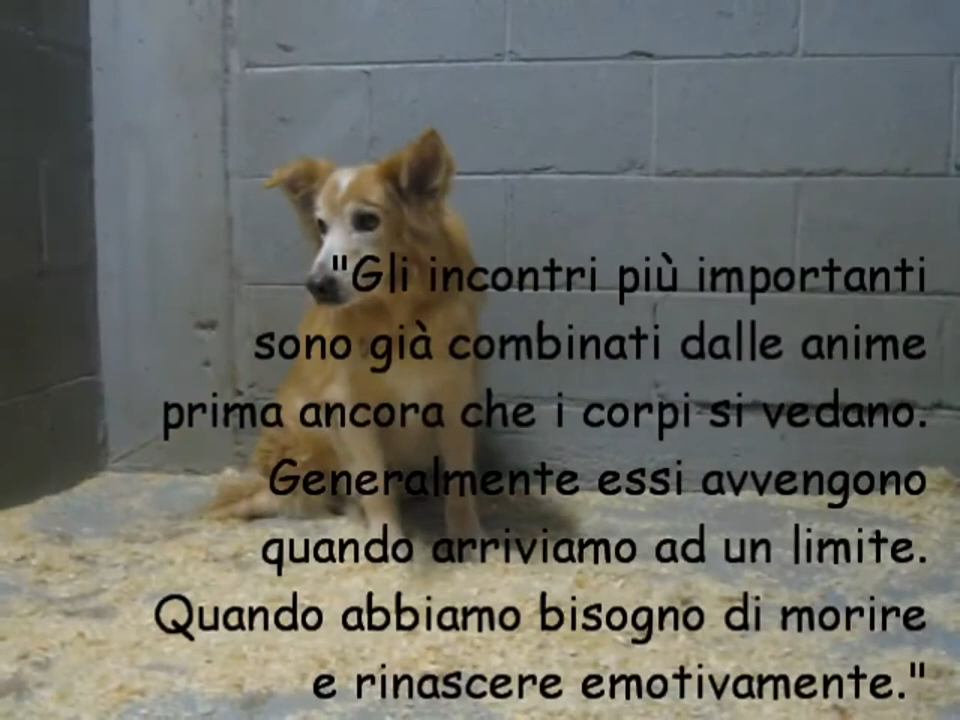 "Gli incontri più importanti
sono già combinati dalle anime
prima ancora che i corpi si vedano.
Generalmente essi avvengono
quando arriviamo ad un limite.
Quando abbiamo bisogno di morire
e rinascere emotivamente."